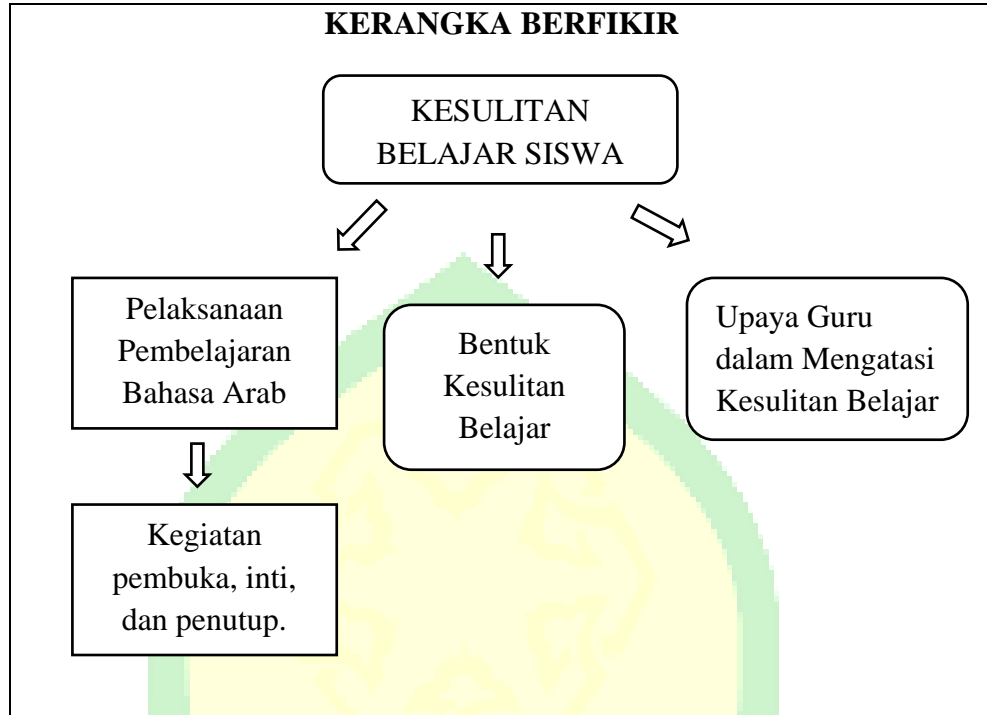 KERANGKA BERFIKIR
KESULITAN
BELAJAR SISWA
Pelaksanaan
Pembelajaran
Bahasa Arab
Bentuk
Kesulitan
Belajar
Upaya Guru
dalam Mengatasi
Kesulitan Belajar
Kegiatan
pembuka, inti,
dan penutup.